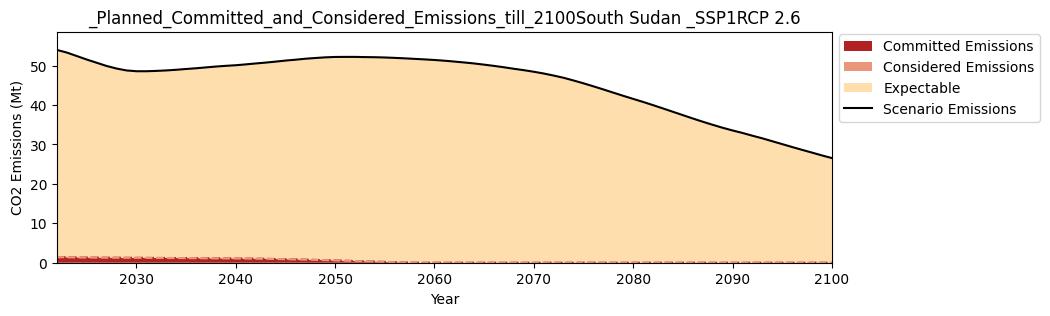 _Planned_Committed_and_Considered_Emissions_till_2100South Sudan _SSP1RCP 2.6
Committed Emissions
Considered Emissions
Expectable
Scenario Emissions
CO2 Emissions (Mt)
50
40
30
20
10
0
2030 2040 2050 2060 2070 2080 2090 2100
Year